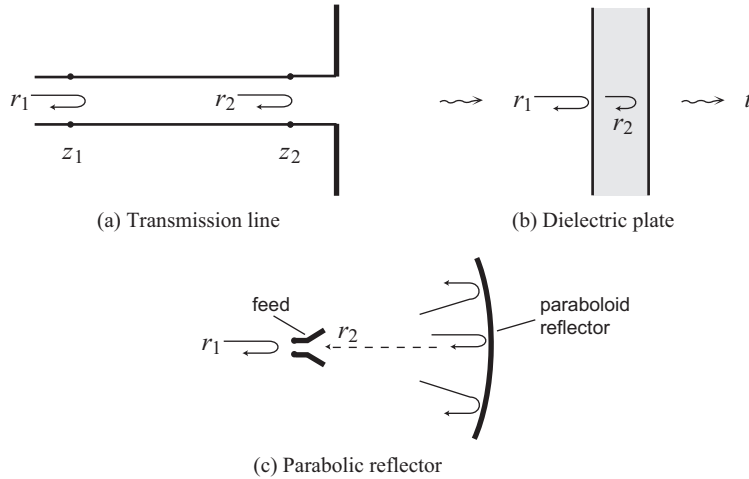 r1 r2 r1 r2 t
z1 z2
(a) Transmission line (b) Dielectric plate
feed
paraboloid
reflector
r1 r2
(c) Parabolic reflector